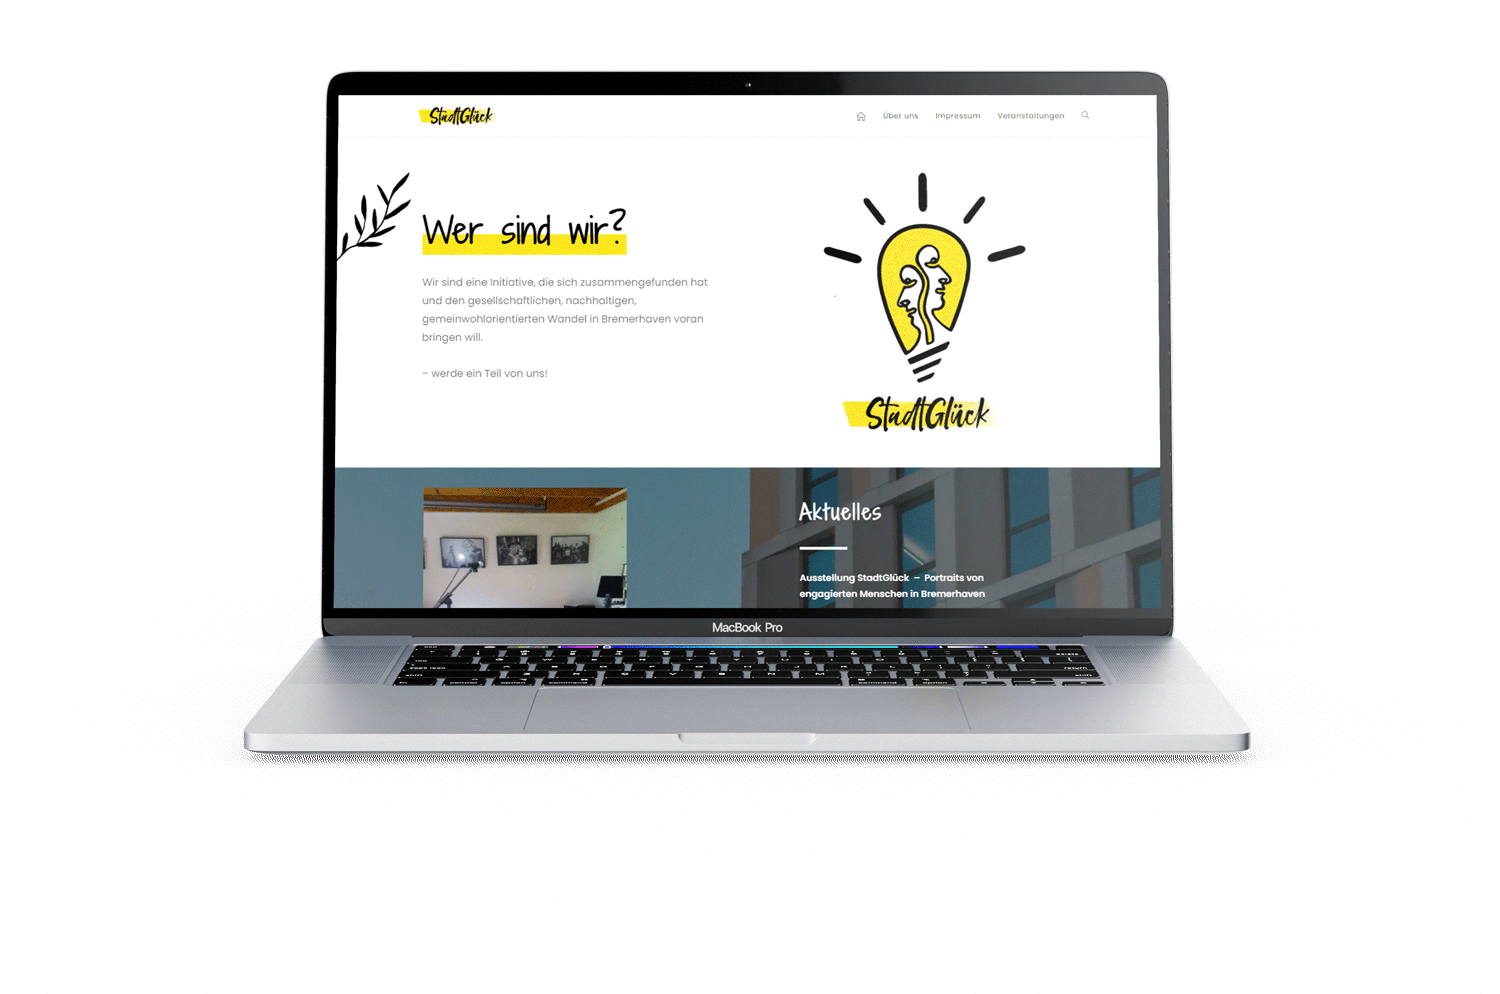 StadtGlück
Über uns Impressum Veranstaltungen
Wer sind wir?
Wir sind eine Initiative, die sich zusammengefunden hat
und den gesellschaftlichen, nachhaltigen,
gemeinwohlorientierten Wandel in Bremerhaven voran
bringen will.
– werde ein Teil von uns!
StadtGlück
Aktuelles
Ausstellung StadtGlück – Portraits von
engagierten Menschen in Bremerhaven
MacBook Pro